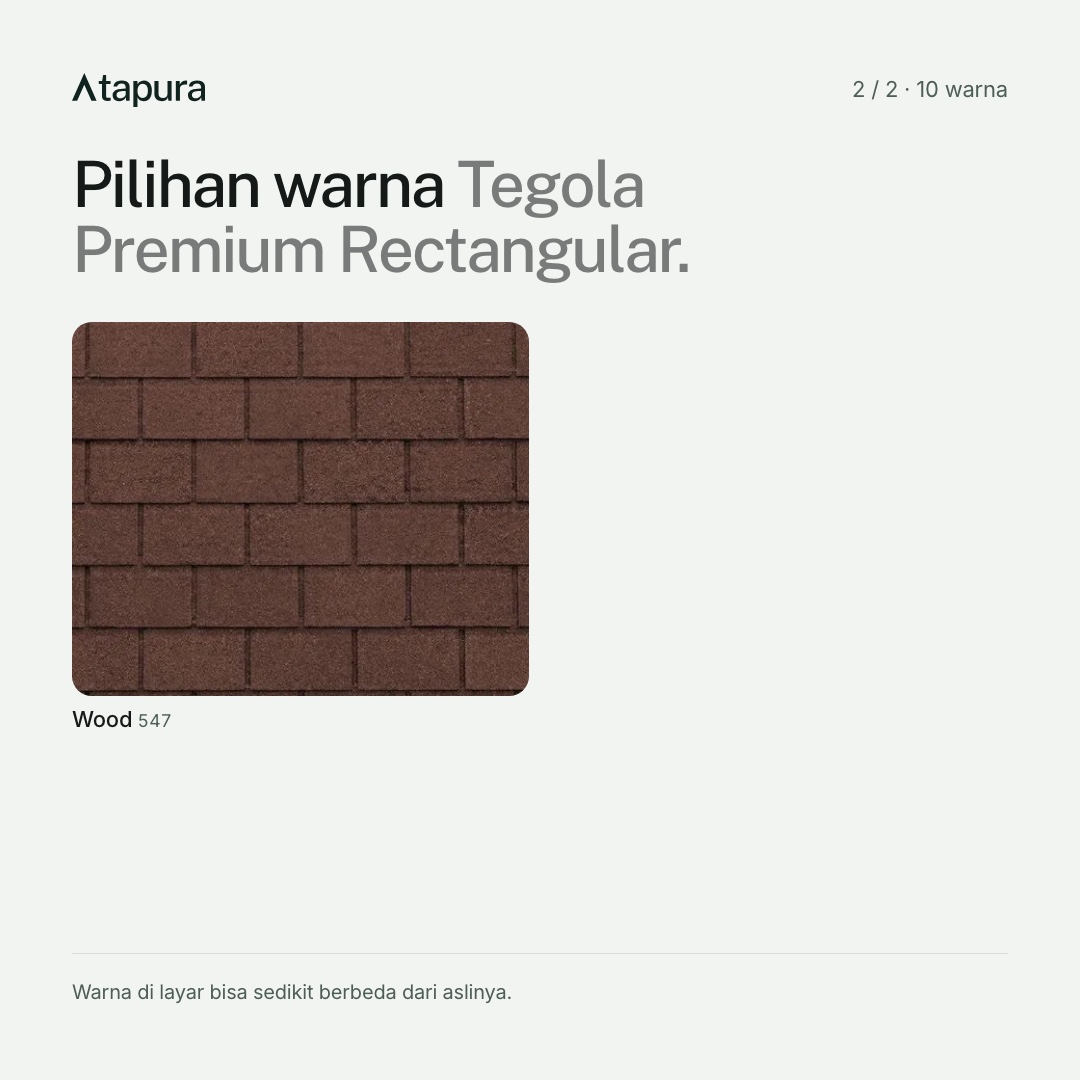 Atapura
2 / 2 · 10 warna
Pilihan warna Tegola
Premium Rectangular.
Wood 547
Warna di layar bisa sedikit berbeda dari aslinya.